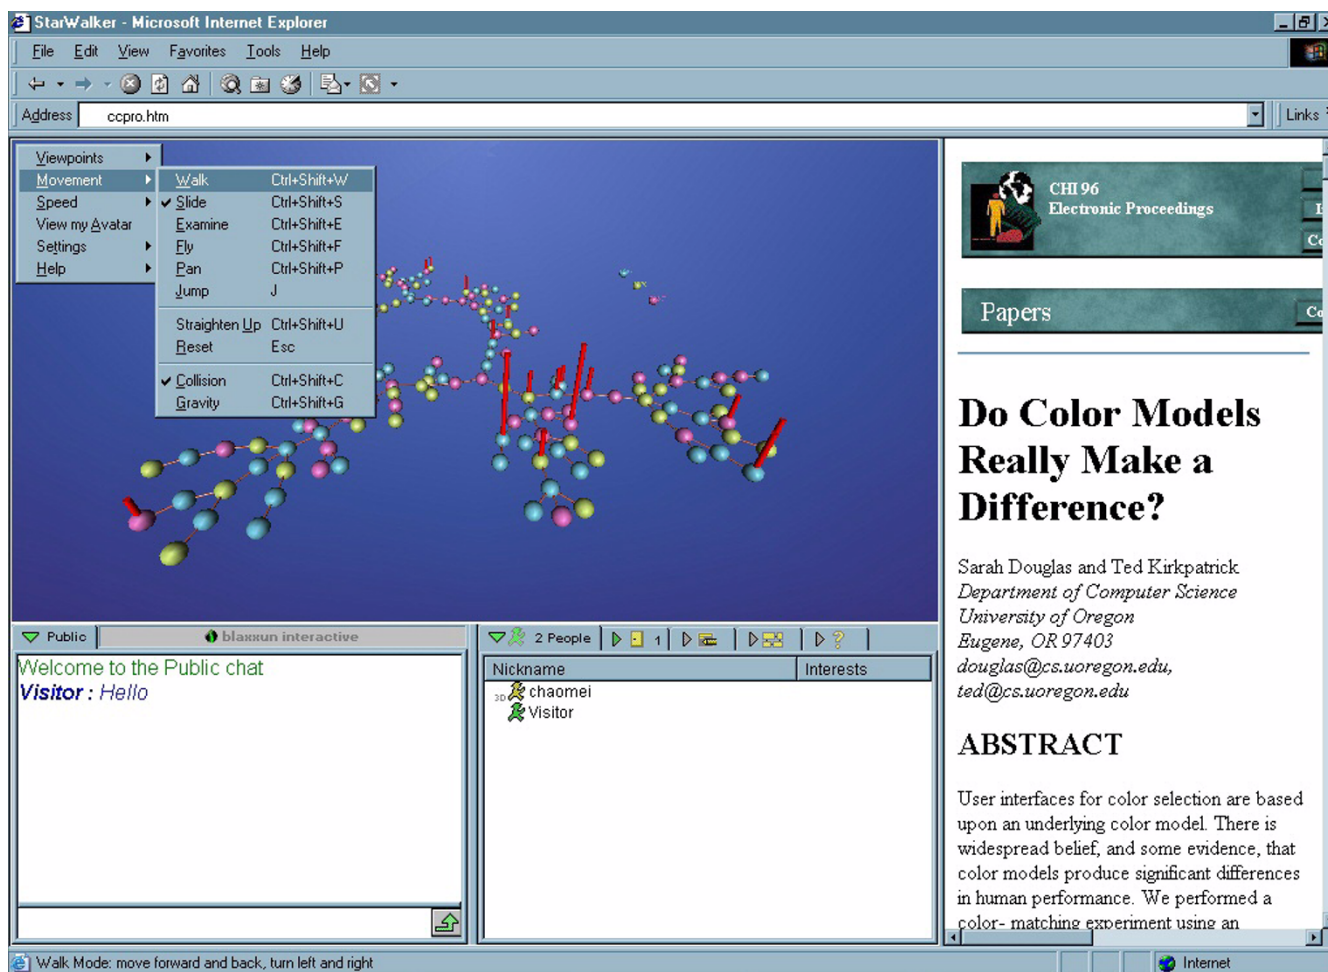 StarWalker - Microsoft Internet Explorer
File Edit View Favorites Tools Help
Address ccpro.htm Links
Viewpoints
Movement
Speed
View my Avatar
Settings
Help
Walk Ctrl+Shift+W
Slide Ctrl+Shift+S
Examine Ctrl+Shift+E
Fly Ctrl+Shift+F
Pan Ctrl+Shift+P
Jump J
Straighten Up Ctrl+Shift+U
Reset Esc
Collision Ctrl+Shift+C
Gravity Ctrl+Shift+G
CHI 96
Electronic Proceedings
Papers
Do Color Models
Really Make a
Difference?
Sarah Douglas and Ted Kirkpatrick
Department of Computer Science
University of Oregon
Eugene, OR 97403
douglas@cs.uoregon.edu,
ted@cs.uoregon.edu
ABSTRACT
User interfaces for color selection are based
upon an underlying color model. There is
widespread belief, and some evidence, that
color models produce significant differences
in human performance. We performed a
color- matching experiment using an
Public blaxxun interactive
Welcome to the Public chat
Visitor : Hello
2 People 1 ?
Nickname Interests
3D chaomei
Visitor
Walk Mode: move forward and back, turn left and right
Internet